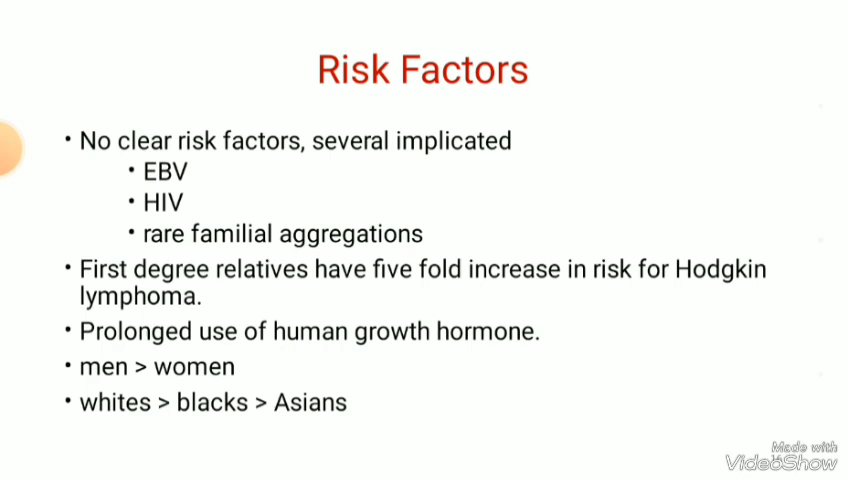 Risk Factors
• No clear risk factors, several implicated
• EBV
• HIV
• rare familial aggregations
• First degree relatives have five fold increase in risk for Hodgkin
lymphoma.
• Prolonged use of human growth hormone.
• men > women
• whites > blacks > Asians
Made with
VideoShow